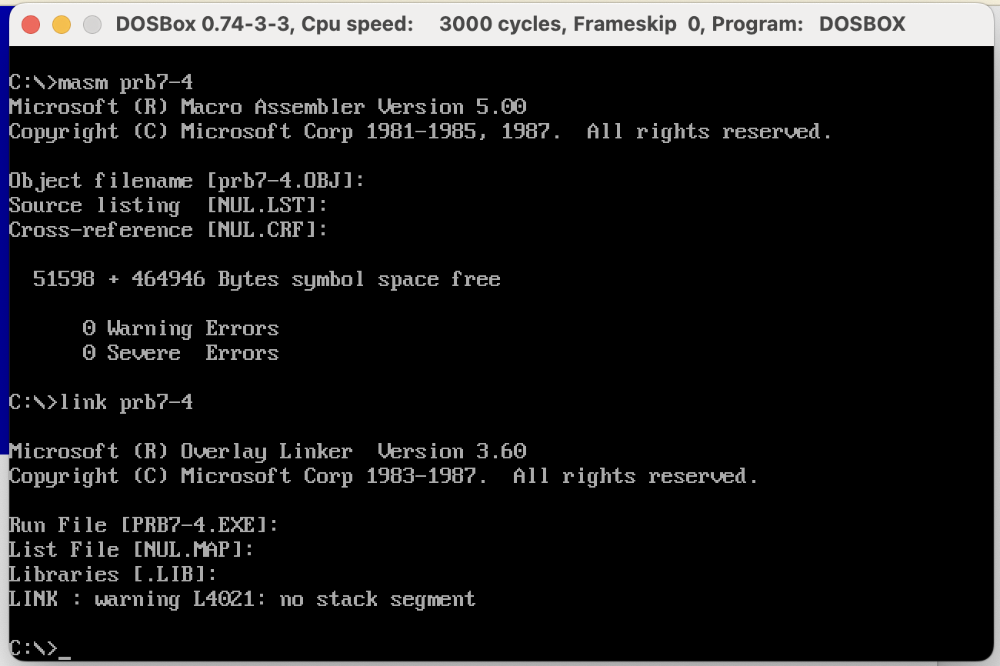 DOSBox 0.74-3-3, Cpu speed:    3000 cycles, Frameskip  0, Program:   DOSBOX
C:\>masm prb7-4
Microsoft (R) Macro Assembler Version 5.00
Copyright (C) Microsoft Corp 1981-1985, 1987.  All rights reserved.
Object filename [prb7-4.OBJ]:
Source listing  [NUL.LST]:
Cross-reference [NUL.CRF]:
  51598 + 464946 Bytes symbol space free
      0 Warning Errors
      0 Severe  Errors
C:\>link prb7-4
Microsoft (R) Overlay Linker  Version 3.60
Copyright (C) Microsoft Corp 1983-1987.  All rights reserved.
Run File [PRB7-4.EXE]:
List File [NUL.MAP]:
Libraries [.LIB]:
LINK : warning L4021: no stack segment
C:\>_